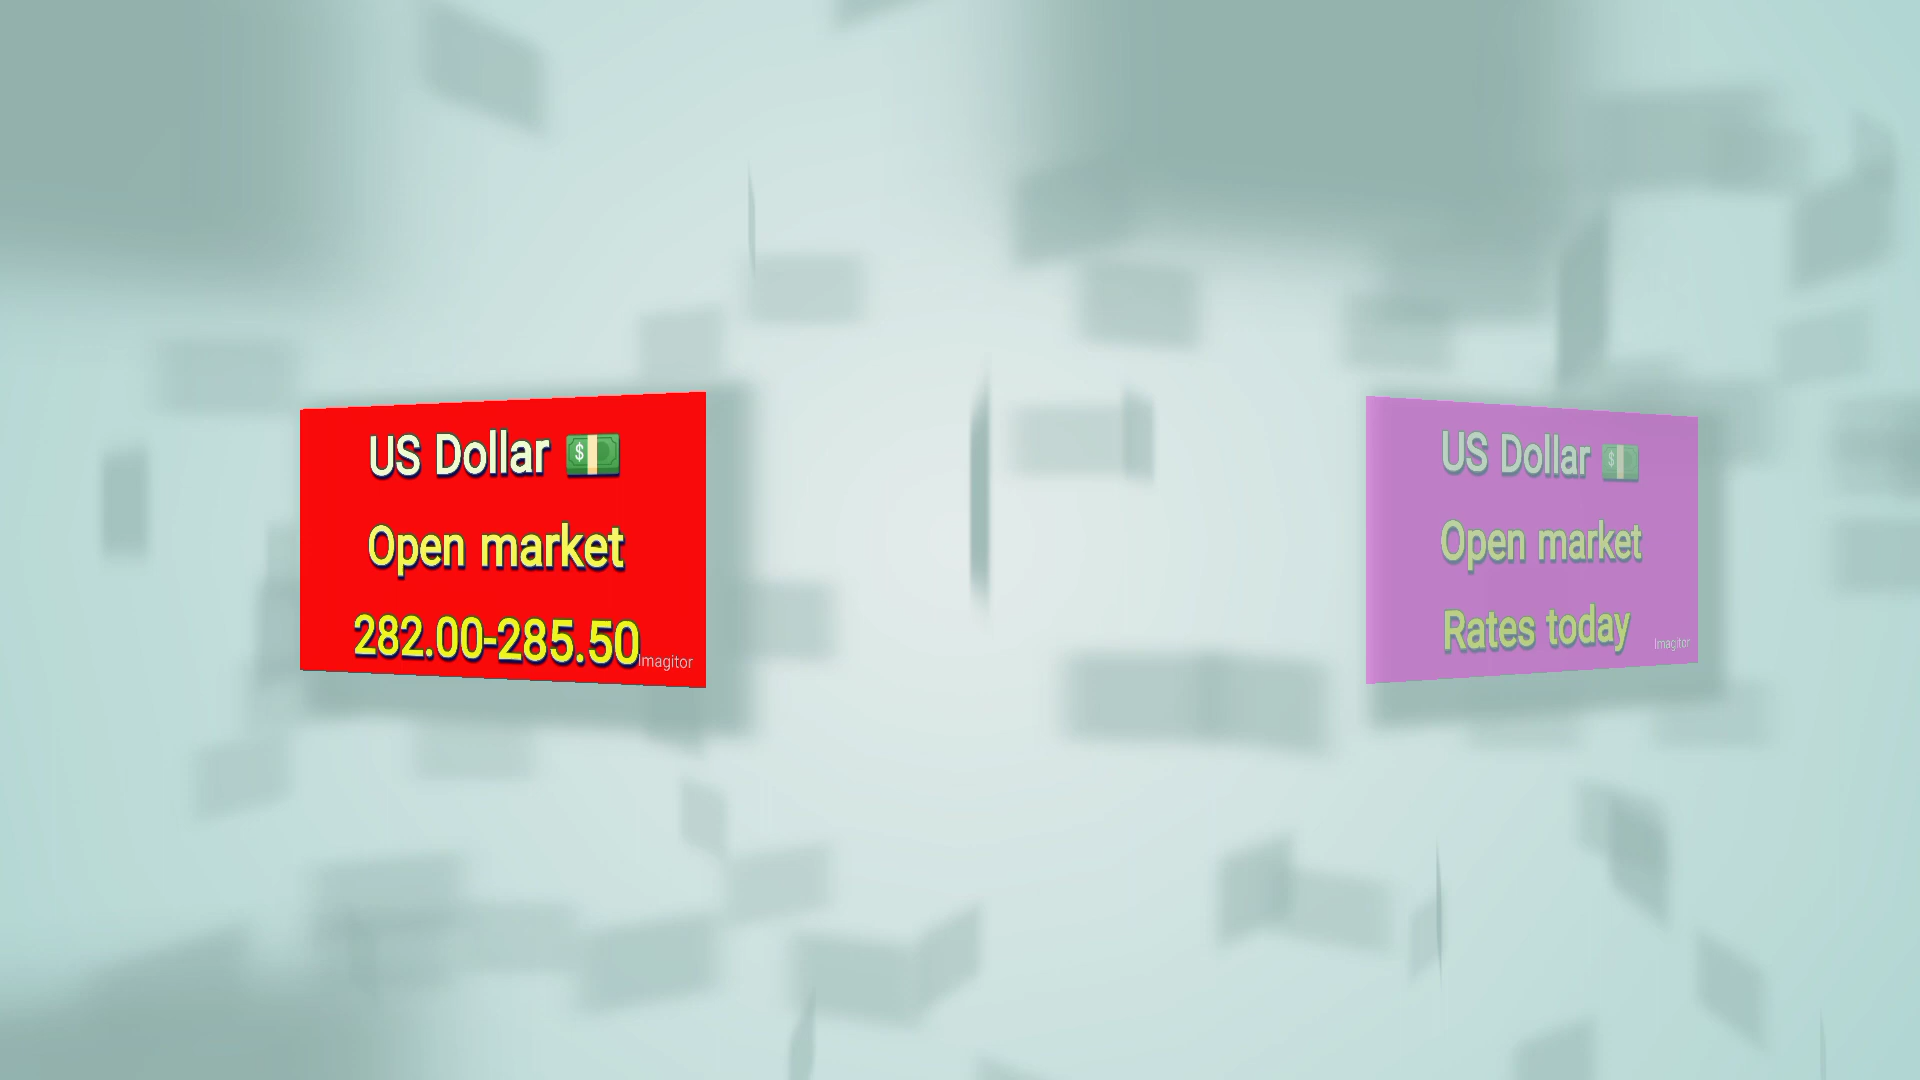 US Dollar 💵
Open market
282.00-285.50
Imagitor
US Dollar 💵
Open market
Rates today
Imagitor